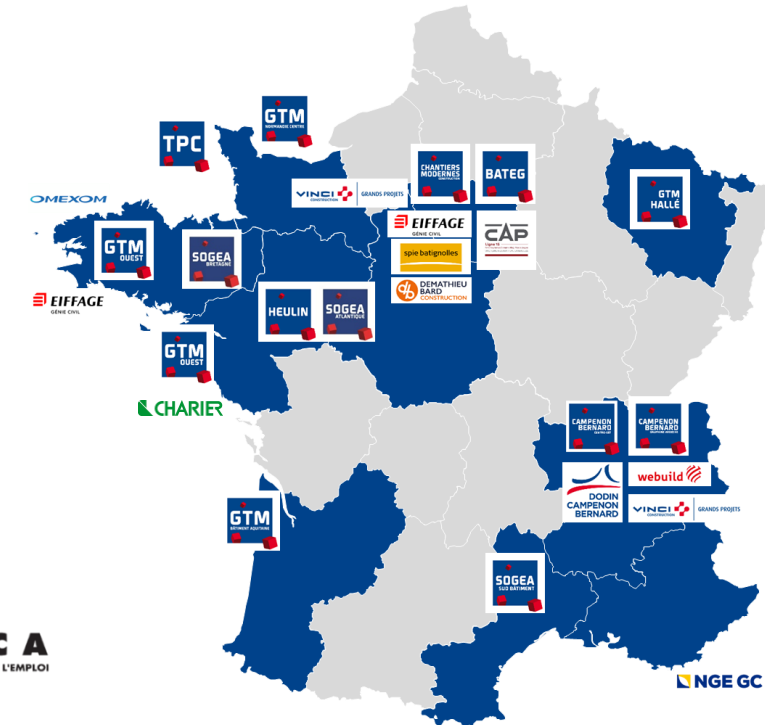 GTM
NORMANDIE CENTRE
TPC
VINCI
CONSTRUCTION
GRANDS PROJETS
CHANTIERS
MODERNES
CONSTRUCTION
BATEG
GTM
HALLÉ
OMEXOM
EIFFAGE
GÉNIE CIVIL
CAP
Ligne 16
spie batignolles
GTM
OUEST
SOGEA
BRETAGNE
DEMATHIEU
BARD
CONSTRUCTION
EIFFAGE
GÉNIE CIVIL
HEULIN
SOGEA
ATLANTIQUE
GTM
OUEST
CHARIER
CAMPENON
BERNARD
CAMPENON
BERNARD
DODIN
CAMPENON
BERNARD
webuild
VINCI
CONSTRUCTION
GRANDS PROJETS
GTM
BÂTIMENT AQUITAINE
SOGEA
SUD BÂTIMENT
C A
L'EMPLOI
NGE GC